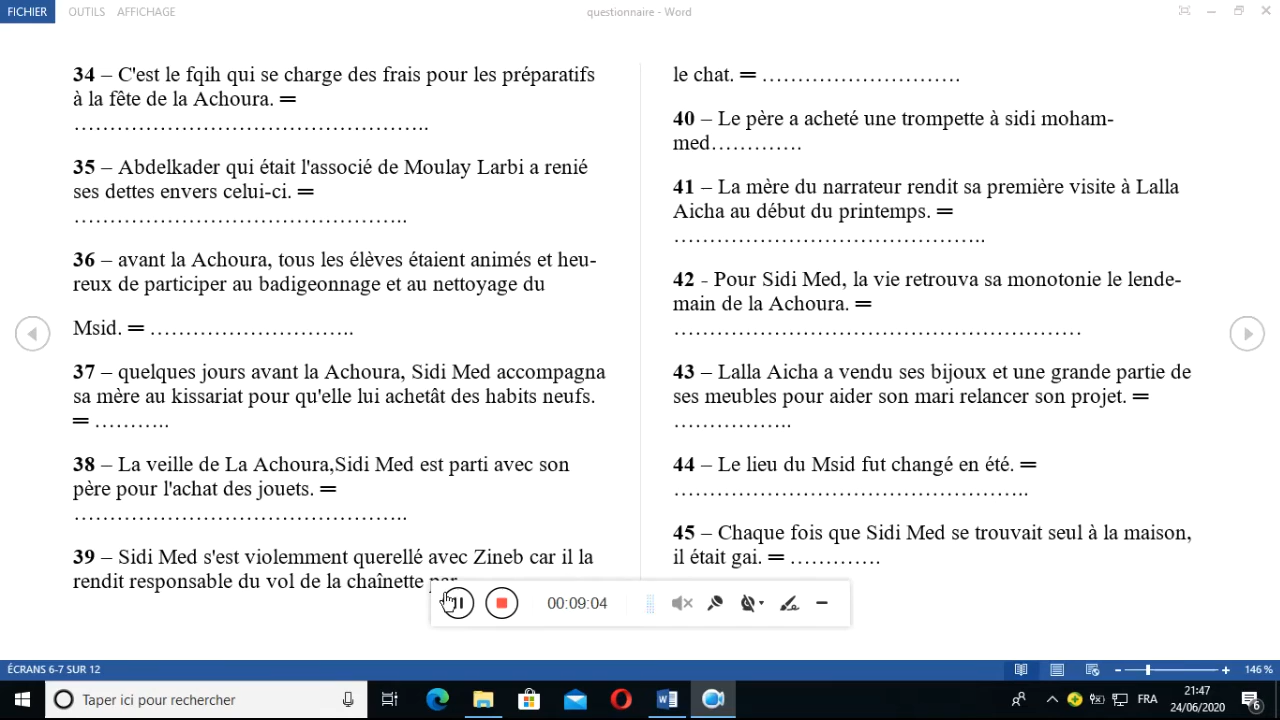 FICHIER OUTILS AFFICHAGE questionnaire - Word
34 – C'est le fqih qui se charge des frais pour les préparatifs
à la fête de la Achoura. =
…………………………………………..
35 – Abdelkader qui était l'associé de Moulay Larbi a renié
ses dettes envers celui-ci. =
………………………………………..
36 – avant la Achoura, tous les élèves étaient animés et heu-
reux de participer au badigeonnage et au nettoyage du
Msid. = ………………………..
37 – quelques jours avant la Achoura, Sidi Med accompagna
sa mère au kissariat pour qu'elle lui achetât des habits neufs.
= ………..
38 – La veille de La Achoura,Sidi Med est parti avec son
père pour l'achat des jouets. =
………………………………………..
39 – Sidi Med s'est violemment querellé avec Zineb car il la
rendit responsable du vol de la chaînette par
le chat. = ……………………….
40 – Le père a acheté une trompette à sidi moham-
med………….
41 – La mère du narrateur rendit sa première visite à Lalla
Aicha au début du printemps. =
……………………………………..
42 - Pour Sidi Med, la vie retrouva sa monotonie le lende-
main de la Achoura. =
…………………………………………………
43 – Lalla Aicha a vendu ses bijoux et une grande partie de
ses meubles pour aider son mari relancer son projet. =
……………..
44 – Le lieu du Msid fut changé en été. =
…………………………………………..
45 – Chaque fois que Sidi Med se trouvait seul à la maison,
il était gai. = ………….
00:09:04
ÉCRANS 6-7 SUR 12 146 %
Taper ici pour rechercher FRA 21:47
24/06/2020 6